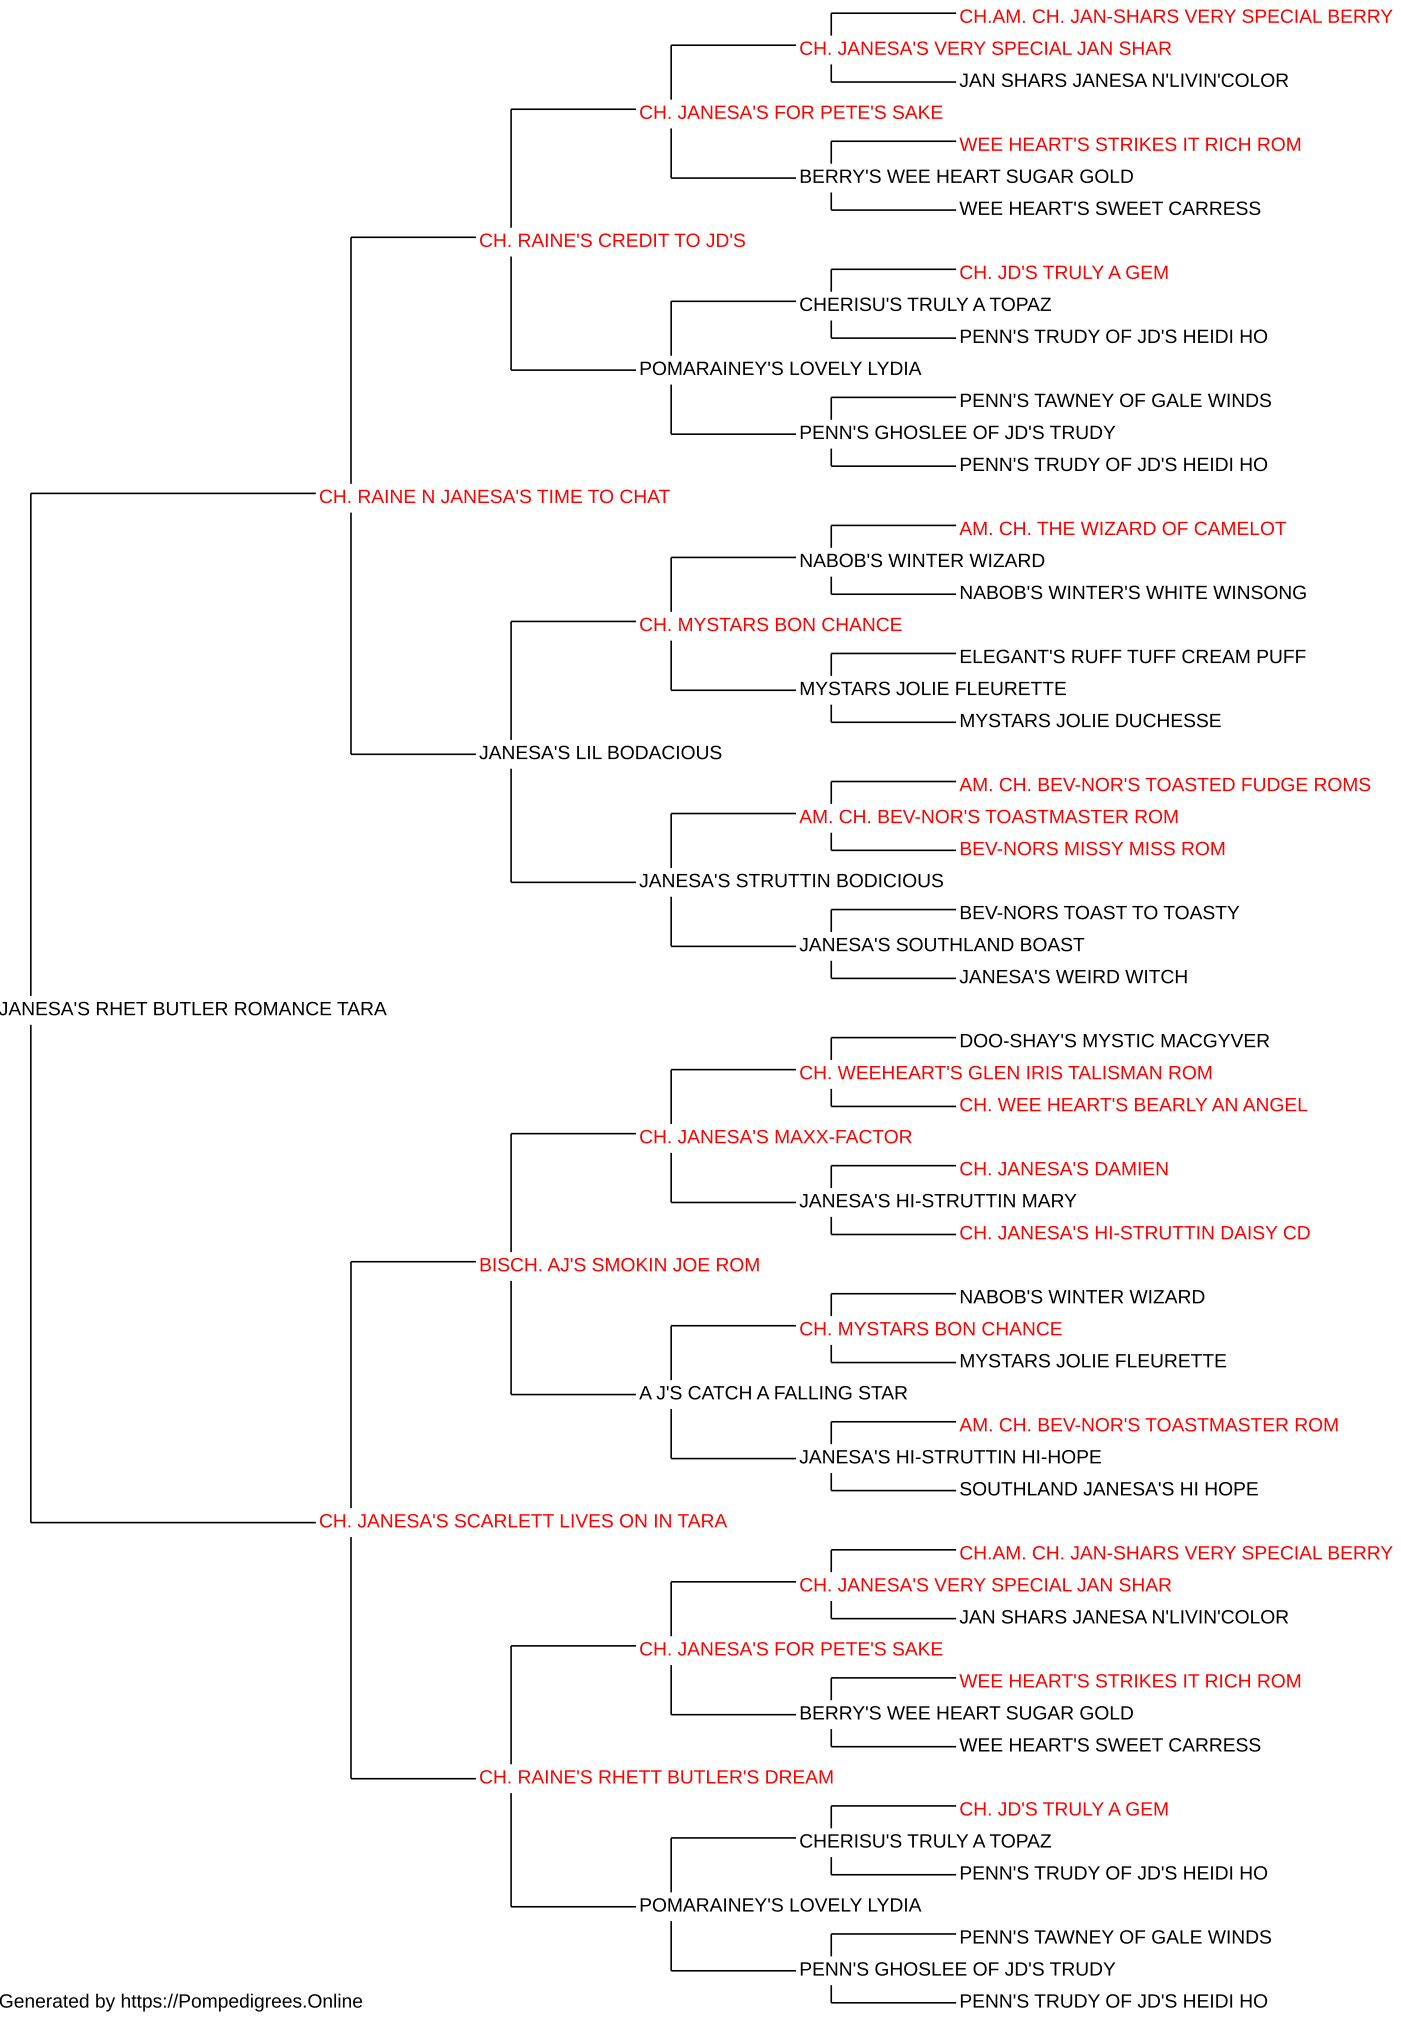 CH.AM. CH. JAN-SHARS VERY SPECIAL BERRY
CH. JANESA'S VERY SPECIAL JAN SHAR
JAN SHARS JANESA N'LIVIN'COLOR
CH. JANESA'S FOR PETE'S SAKE
WEE HEART'S STRIKES IT RICH ROM
BERRY'S WEE HEART SUGAR GOLD
WEE HEART'S SWEET CARRESS
CH. RAINE'S CREDIT TO JD'S
CH. JD'S TRULY A GEM
CHERISU'S TRULY A TOPAZ
PENN'S TRUDY OF JD'S HEIDI HO
POMARAINEY'S LOVELY LYDIA
PENN'S TAWNEY OF GALE WINDS
PENN'S GHOSLEE OF JD'S TRUDY
PENN'S TRUDY OF JD'S HEIDI HO
CH. RAINE N JANESA'S TIME TO CHAT
AM. CH. THE WIZARD OF CAMELOT
NABOB'S WINTER WIZARD
NABOB'S WINTER'S WHITE WINSONG
CH. MYSTARS BON CHANCE
ELEGANT'S RUFF TUFF CREAM PUFF
MYSTARS JOLIE FLEURETTE
MYSTARS JOLIE DUCHESSE
JANESA'S LIL BODACIOUS
AM. CH. BEV-NOR'S TOASTED FUDGE ROMS
AM. CH. BEV-NOR'S TOASTMASTER ROM
BEV-NORS MISSY MISS ROM
JANESA'S STRUTTIN BODICIOUS
BEV-NORS TOAST TO TOASTY
JANESA'S SOUTHLAND BOAST
JANESA'S WEIRD WITCH
JANESA'S RHET BUTLER ROMANCE TARA
DOO-SHAY'S MYSTIC MACGYVER
CH. WEEHEART'S GLEN IRIS TALISMAN ROM
CH. WEE HEART'S BEARLY AN ANGEL
CH. JANESA'S MAXX-FACTOR
CH. JANESA'S DAMIEN
JANESA'S HI-STRUTTIN MARY
CH. JANESA'S HI-STRUTTIN DAISY CD
BISCH. AJ'S SMOKIN JOE ROM
NABOB'S WINTER WIZARD
CH. MYSTARS BON CHANCE
MYSTARS JOLIE FLEURETTE
A J'S CATCH A FALLING STAR
AM. CH. BEV-NOR'S TOASTMASTER ROM
JANESA'S HI-STRUTTIN HI-HOPE
SOUTHLAND JANESA'S HI HOPE
CH. JANESA'S SCARLETT LIVES ON IN TARA
CH.AM. CH. JAN-SHARS VERY SPECIAL BERRY
CH. JANESA'S VERY SPECIAL JAN SHAR
JAN SHARS JANESA N'LIVIN'COLOR
CH. JANESA'S FOR PETE'S SAKE
WEE HEART'S STRIKES IT RICH ROM
BERRY'S WEE HEART SUGAR GOLD
WEE HEART'S SWEET CARRESS
CH. RAINE'S RHETT BUTLER'S DREAM
CH. JD'S TRULY A GEM
CHERISU'S TRULY A TOPAZ
PENN'S TRUDY OF JD'S HEIDI HO
POMARAINEY'S LOVELY LYDIA
PENN'S TAWNEY OF GALE WINDS
PENN'S GHOSLEE OF JD'S TRUDY
PENN'S TRUDY OF JD'S HEIDI HO
Generated by https://Pompedigrees.Online